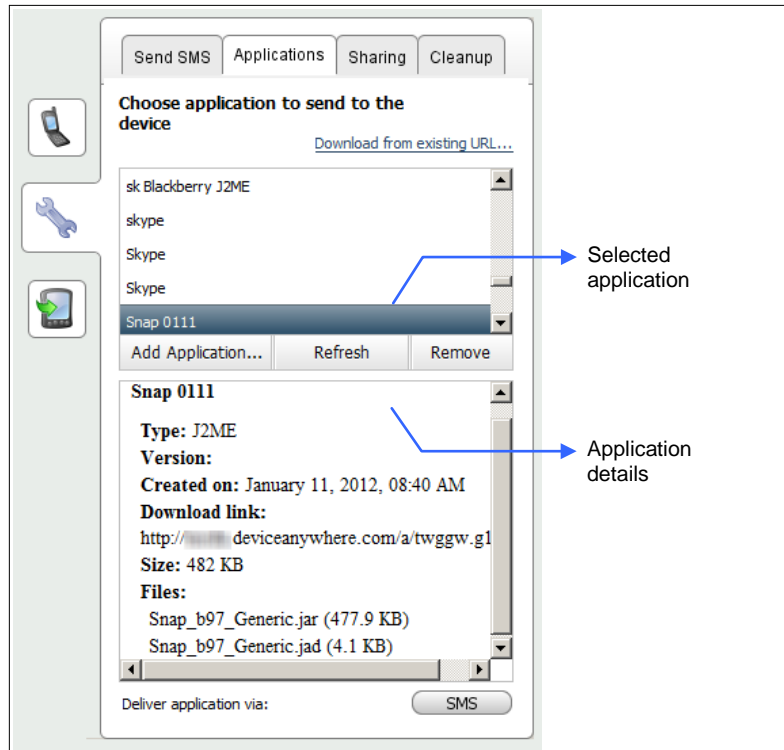 Send SMS
Applications
Sharing
Cleanup
Choose application to send to the
device
Download from existing URL...
sk Blackberry J2ME
skype
Skype
Skype
Snap 0111
Selected
application
Add Application...
Refresh
Remove
Snap 0111
Type: J2ME
Version:
Created on: January 11, 2012, 08:40 AM
Download link:
http:// deviceanywhere.com/a/twggw.g1
Size: 482 KB
Files:
Snap_b97_Generic.jar (477.9 KB)
Snap_b97_Generic.jad (4.1 KB)
Application
details
Deliver application via:
SMS